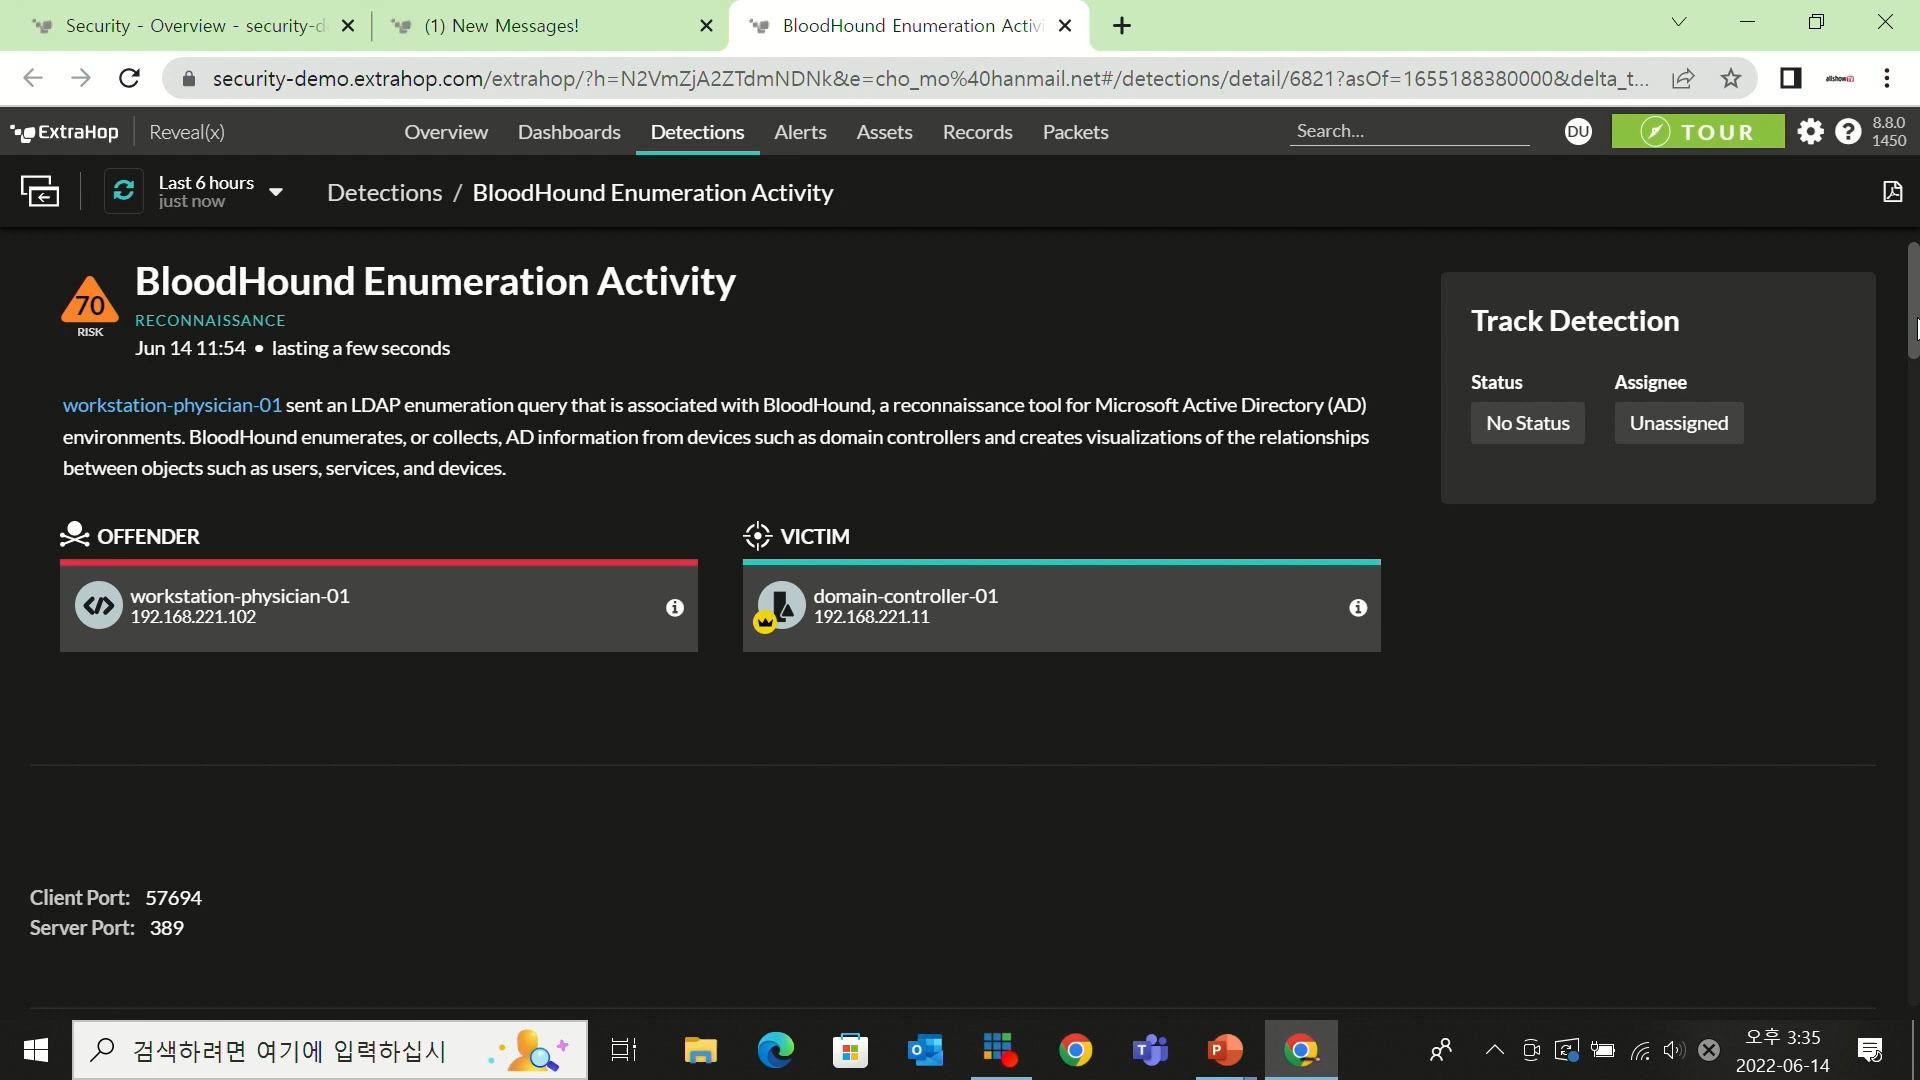 Security - Overview - security-d
(1) New Messages!
BloodHound Enumeration Activi
security-demo.extrahop.com/extrahop/?h=N2VmZjA2ZTdmNDNk&e=cho_mo%40hanmail.net#/detections/detail/6821?asOf=1655188380000&delta_t...
allshowTV
ExtraHop
Reveal(x)
Overview
Dashboards
Detections
Alerts
Assets
Records
Packets
Search...
DU
TOUR
8.8.0
1450
Last 6 hours
just now
Detections / BloodHound Enumeration Activity
BloodHound Enumeration Activity
70
RISK
RECONNAISSANCE
Jun 14 11:54 • lasting a few seconds
workstation-physician-01 sent an LDAP enumeration query that is associated with BloodHound, a reconnaissance tool for Microsoft Active Directory (AD)
environments. BloodHound enumerates, or collects, AD information from devices such as domain controllers and creates visualizations of the relationships
between objects such as users, services, and devices.
Track Detection
Status
Assignee
No Status
Unassigned
OFFENDER
workstation-physician-01
192.168.221.102
VICTIM
domain-controller-01
192.168.221.11
Client Port: 57694
Server Port: 389
검색하려면 여기에 입력하십시
오후 3:35
2022-06-14